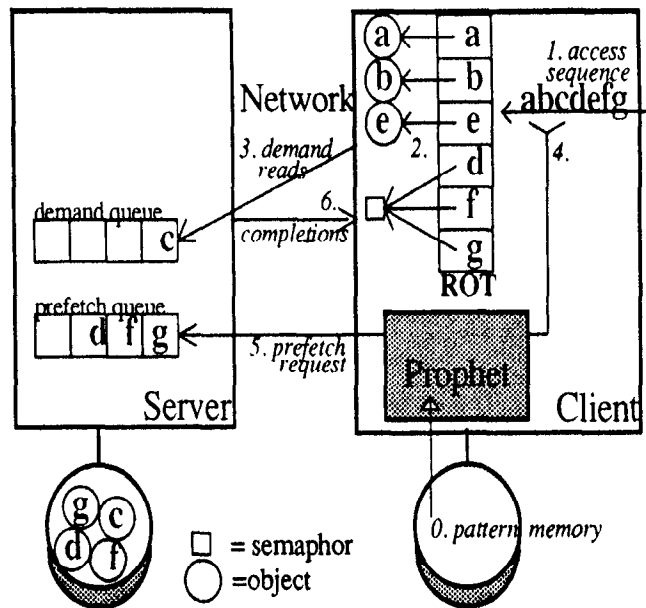 a
a
b
b
e
e
d
f
g
ROT
1. access
sequence
abcdefg
2.
4.
Network
3. demand
reads
6.
completions
demand queue
c
prefetch queue
d f g
5. prefetch
request
Prophet
Server
Client
g
c
d
f
0. pattern memory
= semaphor
=object